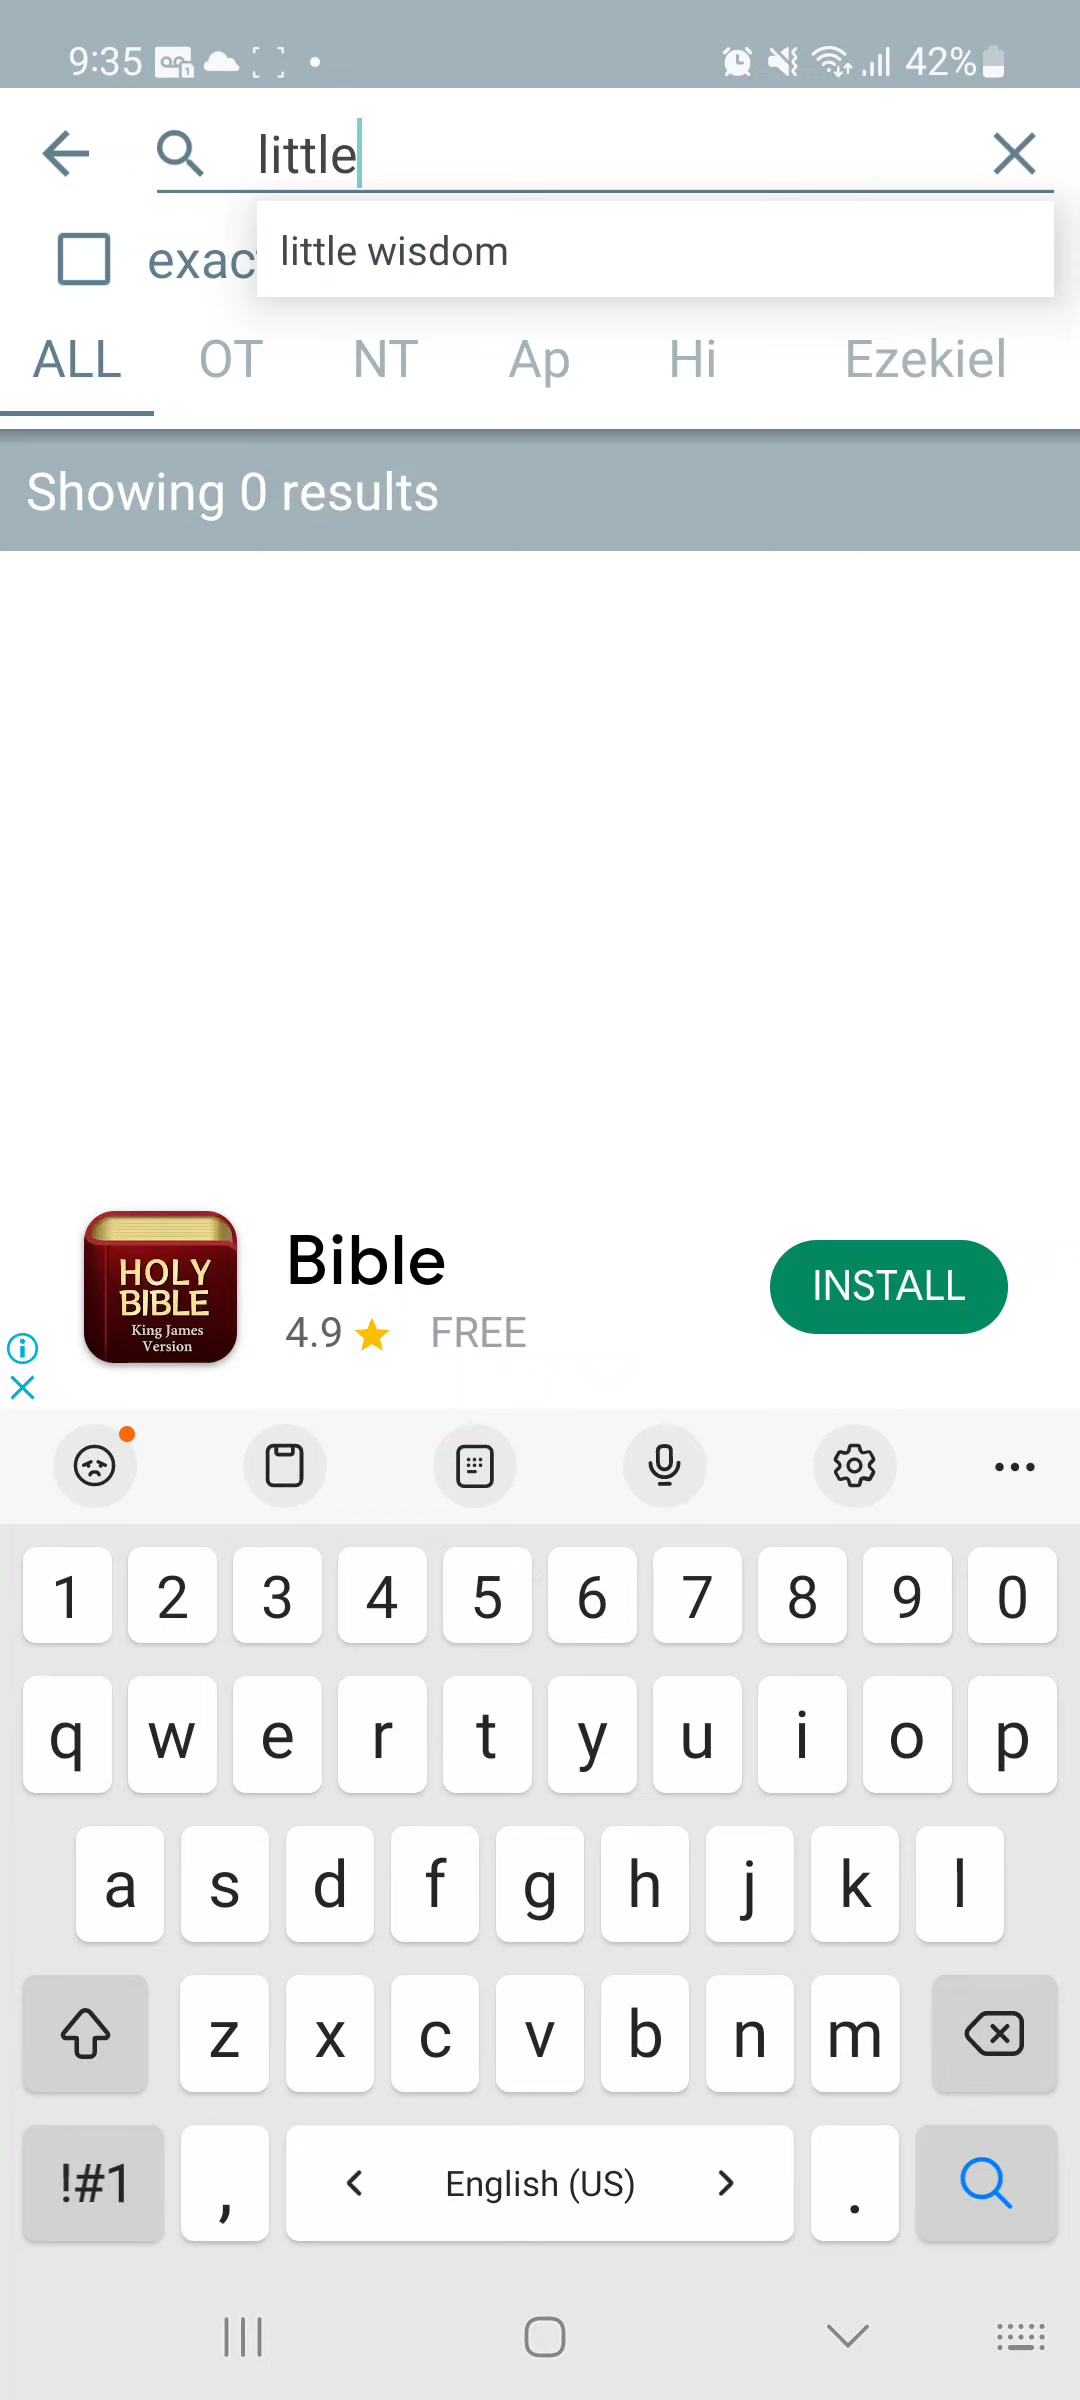 9:35 42%
little
little wisdom
exac
ALL OT NT Ap Hi Ezekiel
Showing 0 results
HOLY
BIBLE
King James
Version
Bible
4.9 FREE
INSTALL
1 2 3 4 5 6 7 8 9 0
q w e r t y u i o p
a s d f g h j k l
z x c v b n m
!#1 , English (US) .